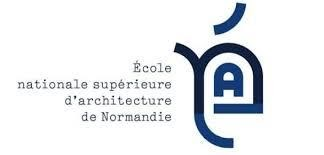 École
nationale supérieure
d'architecture
de Normandie
A